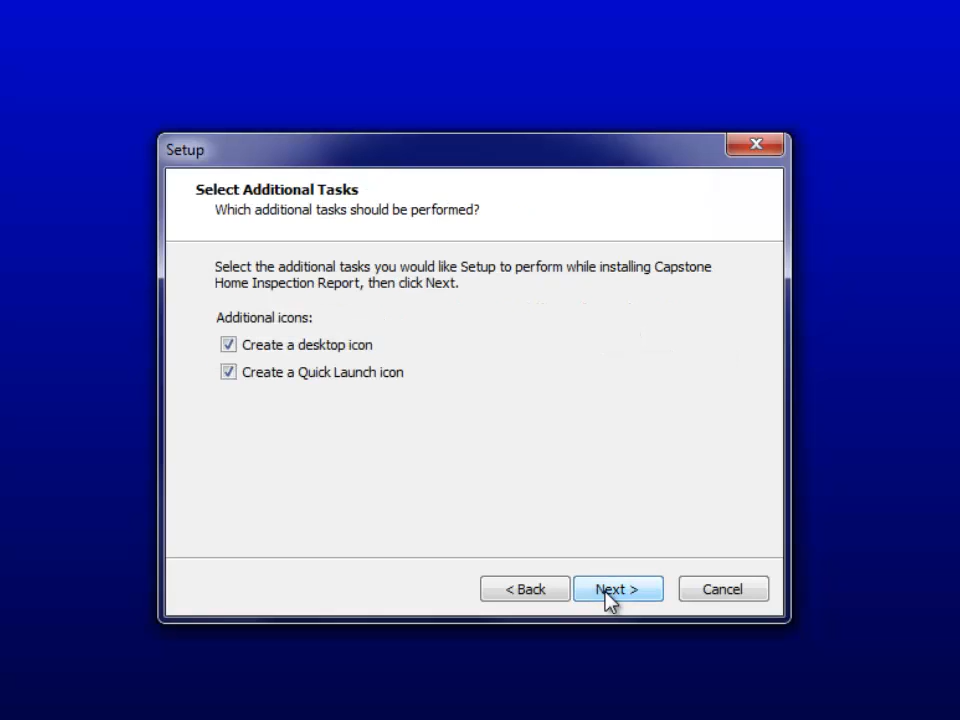 Setup
Select Additional Tasks
Which additional tasks should be performed?
Select the additional tasks you would like Setup to perform while installing Capstone
Home Inspection Report, then click Next.
Additional icons:
Create a desktop icon
Create a Quick Launch icon
< Back
Next >
Cancel